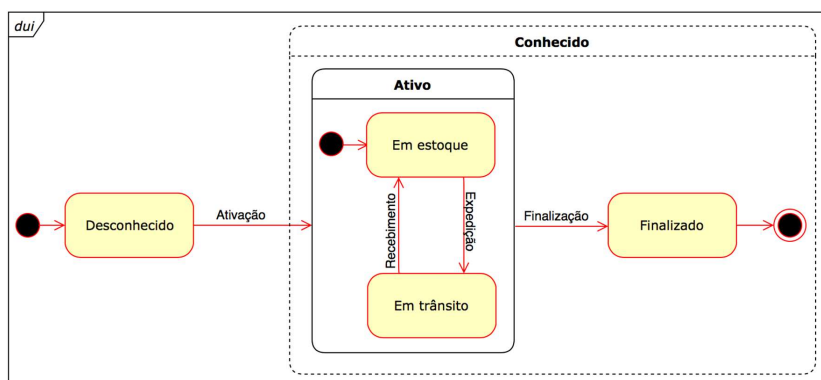 dui
Conhecido
Ativo
Em estoque
Desconhecido
Ativação
Recebimento
Expedição
Finalização
Finalizado
Em trânsito